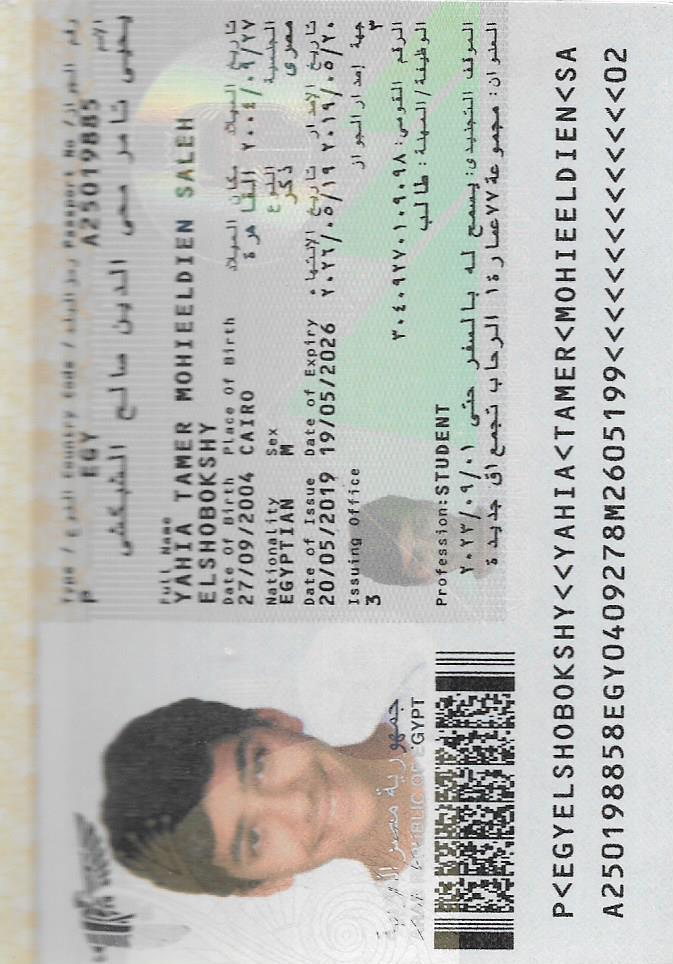 Type / النوع Country Code / رمز البلد Passport No / رقم الجواز
P EGY A25019885
الاسم
يحيى تامر محى الدين صالح الشبكشى
Full Name
YAHIA TAMER MOHIEELDIEN SALEH
ELSHOBOKSHY
Date Of Birth Place Of Birth مكان الميلاد تاريخ الميلاد
27/09/2004 CAIRO القاهرة ٢٠٠٤/٠٩/٢٧
Nationality Sex النوع الجنسية
EGYPTIAN M ذكر مصرى
Date of Issue Date of Expiry تاريخ الإنتهاء تاريخ الإصدار
20/05/2019 19/05/2026 ٢٠٢٦/٠٥/١٩ ٢٠١٩/٠٥/٢٠
Issuing Office جهة إصدار الجواز
3 ٣
جمهورية مصر العربية
ARAB REPUBLIC OF EGYPT
الرقم القومى: ٣٠٤٠٩٢٧٠١٠٩٠٩٨
الوظيفة/المهنة: طالب
Profession:STUDENT
الموقف التجنيدى: يسمح له بالسفر حتى ٢٠٢٣/٠٩/٠١
العنوان: مجموعة ٧٧عمارة١ الرحاب تجمع اق جديدة
P<EGYELSHOBOKSHY<<YAHIA<TAMER<MOHIEELDIEN<SA
A250198858EGY0409278M2605199<<<<<<<<<<<<<<02